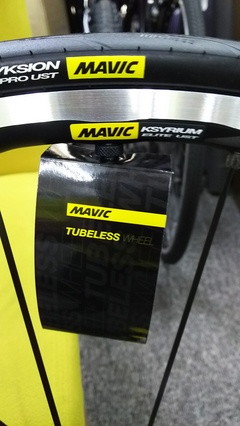 YKSION MAVIC
PRO UST
MAVIC KSYRIUM
ELITE UST
MAVIC
TUBELESS WHEEL